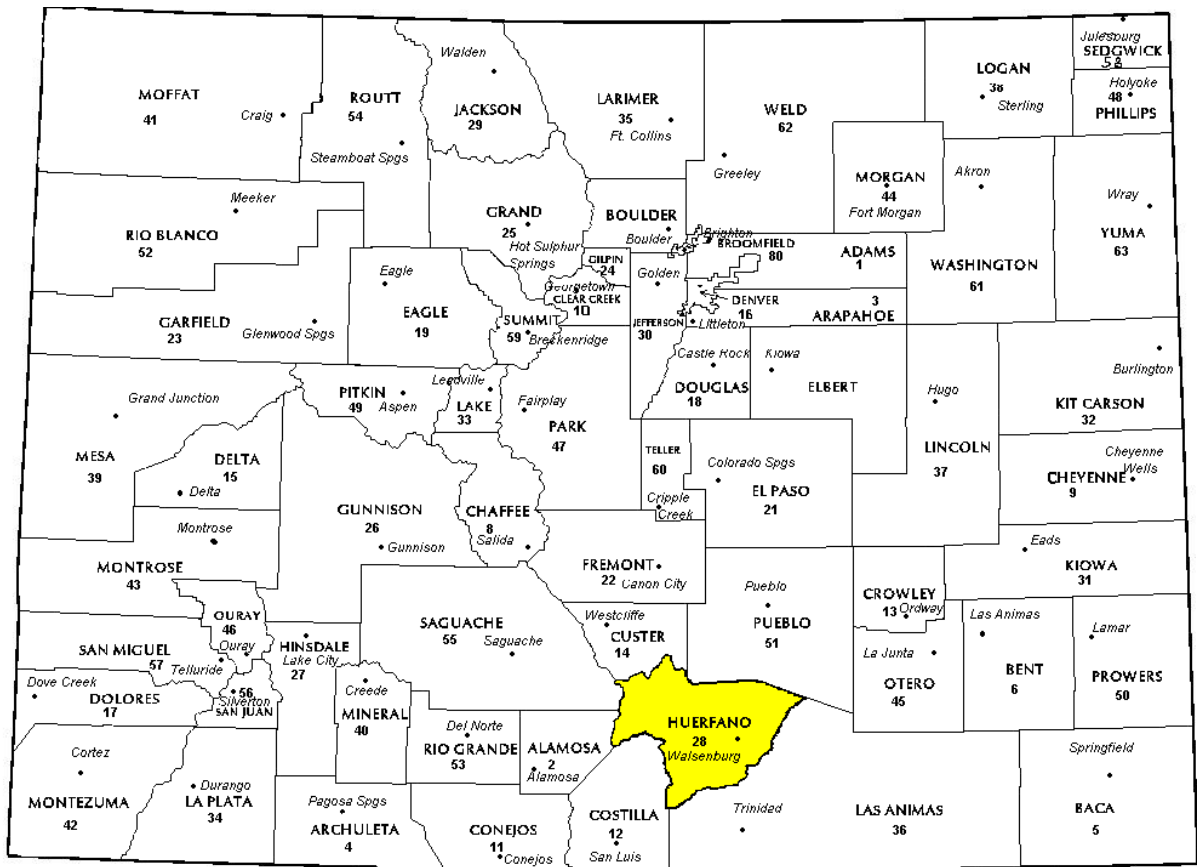 Julesburg
SEDGWICK
58
LOGAN
38
Sterling
Holyoke
48
PHILLIPS
Walden
JACKSON
29
MOFFAT
41
Craig
ROUTT
54
Steamboat Spgs
LARIMER
35
Ft. Collins
WELD
62
Greeley
MORGAN
44
Fort Morgan
Akron
WASHINGTON
61
Wray
YUMA
63
Meeker
RIO BLANCO
52
GRAND
25
Hot Sulphur
Springs
BOULDER
Boulder
Brighton
BROOMFIELD
80
ADAMS
1
GILPIN
24
Golden
Georgetown
CLEAR CREEK
10
DENVER
16
3
ARAPAHOE
Littleton
JEFFERSON
30
Eagle
EAGLE
19
SUMMIT
59
Breckenridge
GARFIELD
23
Glenwood Spgs
Castle Rock
DOUGLAS
18
Kiowa
ELBERT
Hugo
LINCOLN
37
Burlington
KIT CARSON
32
Grand Junction
MESA
39
PITKIN
49
Aspen
Leadville
LAKE
33
Fairplay
PARK
47
TELLER
60
Cripple
Creek
Colorado Spgs
EL PASO
21
Cheyenne
Wells
CHEYENNE
9
DELTA
15
Delta
GUNNISON
26
Gunnison
CHAFFEE
8
Salida
Montrose
MONTROSE
43
FREMONT
22
Canon City
Eads
KIOWA
31
Pueblo
PUEBLO
51
CROWLEY
13
Ordway
OURAY
46
Ouray
HINSDALE
Lake City
27
SAGUACHE
55
Saguache
Westcliffe
CUSTER
14
Las Animas
BENT
6
Lamar
PROWERS
50
La Junta
OTERO
45
SAN MIGUEL
57
Telluride
Dove Creek
DOLORES
17
56
Silverton
SAN JUAN
Creede
MINERAL
40
Del Norte
RIO GRANDE
53
ALAMOSA
2
Alamosa
HUERFANO
28
Walsenburg
Cortez
MONTEZUMA
42
Durango
LA PLATA
34
Pagosa Spgs
ARCHULETA
4
CONEJOS
11
Conejos
COSTILLA
12
San Luis
Trinidad
LAS ANIMAS
36
Springfield
BACA
5